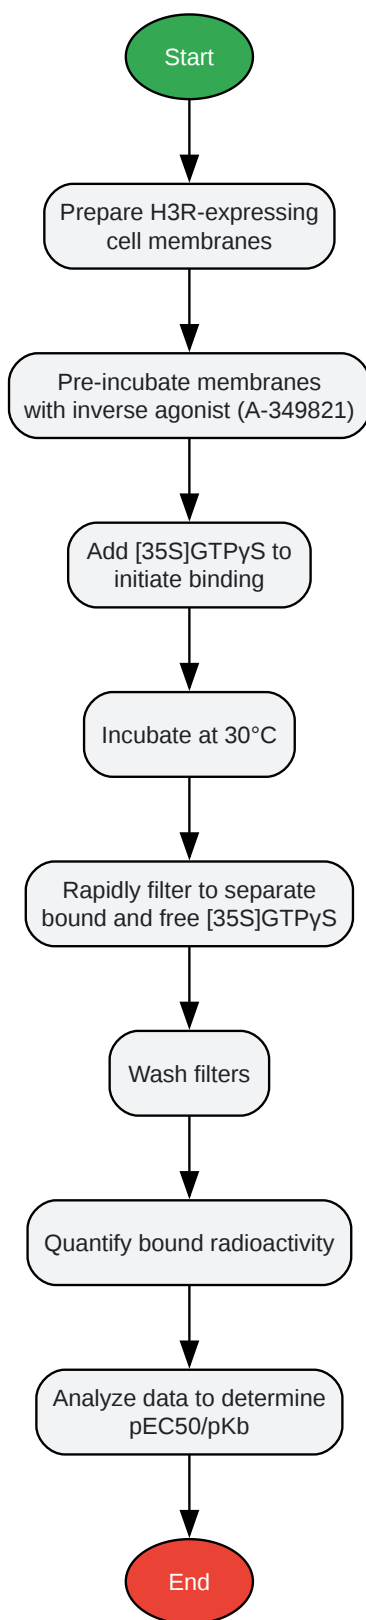 Start
Prepare H3R-expressing
cell membranes
Pre-incubate membranes
with inverse agonist (A-349821)
Add [35S]GTPγS to
initiate binding
Incubate at 30°C
Rapidly filter to separate
bound and free [35S]GTPγS
Wash filters
Quantify bound radioactivity
Analyze data to determine
pEC50/pKb
End